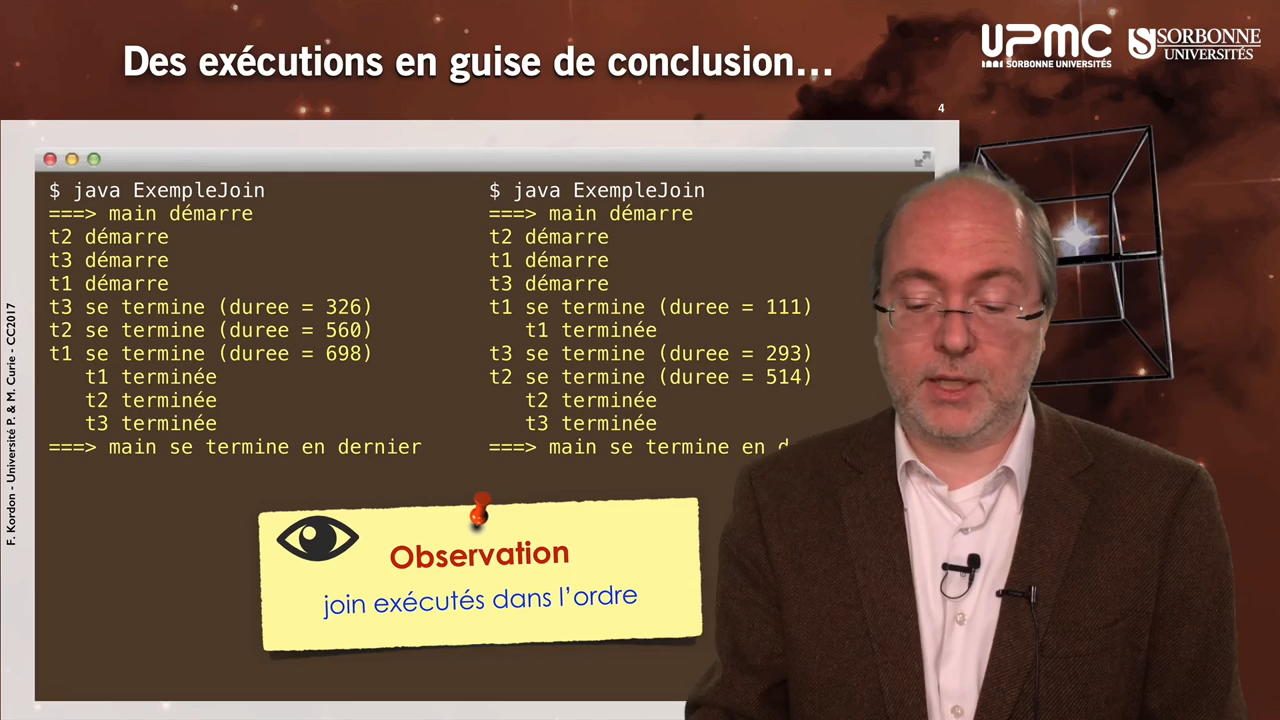 Des exécutions en guise de conclusion...
UPMC
SORBONNE UNIVERSITÉS
SORBONNE
UNIVERSITÉS
4
$ java ExempleJoin
===> main démarre
t2 démarre
t3 démarre
t1 démarre
t3 se termine (duree = 326)
t2 se termine (duree = 560)
t1 se termine (duree = 698)
t1 terminée
t2 terminée
t3 terminée
===> main se termine en dernier
$ java ExempleJoin
===> main démarre
t2 démarre
t1 démarre
t3 démarre
t1 se termine (duree = 111)
t1 terminée
t3 se termine (duree = 293)
t2 se termine (duree = 514)
t2 terminée
t3 terminée
===> main se termine en
Observation
join exécutés dans l'ordre
F. Kordon - Université P. & M. Curie - CC2017